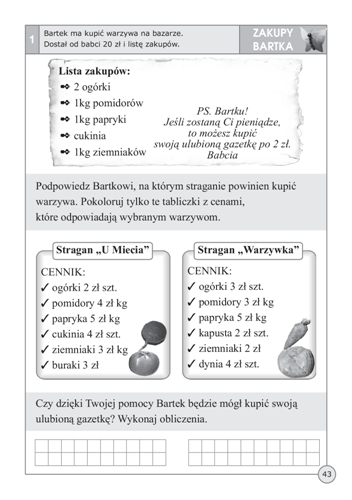 1
Bartek ma kupić warzywa na bazarze.
Dostał od babci 20 zł i listę zakupów.
ZAKUPY
BARTKA
Lista zakupów:
➺ 2 ogórki
➺ 1kg pomidorów
➺ 1kg papryki
➺ cukinia
➺ 1kg ziemniaków
PS. Bartku!
Jeśli zostaną Ci pieniądze,
to możesz kupić
swoją ulubioną gazetkę po 2 zł.
Babcia
Podpowiedz Bartkowi, na którym straganie powinien kupić
warzywa. Pokoloruj tylko te tabliczki z cenami,
które odpowiadają wybranym warzywom.
Stragan „U Miecia”
CENNIK:
✓ ogórki 2 zł szt.
✓ pomidory 4 zł kg
✓ papryka 5 zł kg
✓ cukinia 4 zł szt.
✓ ziemniaki 3 zł kg
✓ buraki 3 zł
Stragan „Warzywka”
CENNIK:
✓ ogórki 3 zł szt.
✓ pomidory 3 zł kg
✓ papryka 5 zł kg
✓ kapusta 2 zł szt.
✓ ziemniaki 2 zł
✓ dynia 4 zł szt.
Czy dzięki Twojej pomocy Bartek będzie mógł kupić swoją
ulubioną gazetkę? Wykonaj obliczenia.
43